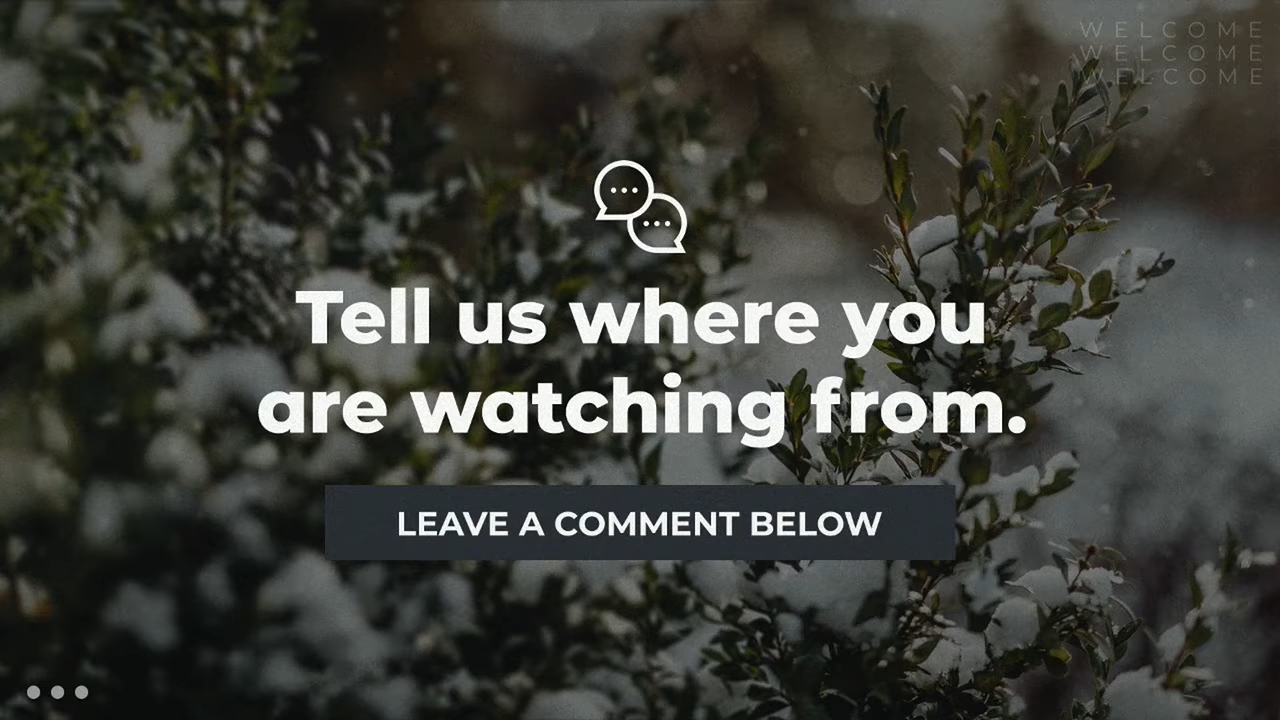 WELCOME
WELCOME
WELCOME
Tell us where you
are watching from.
LEAVE A COMMENT BELOW